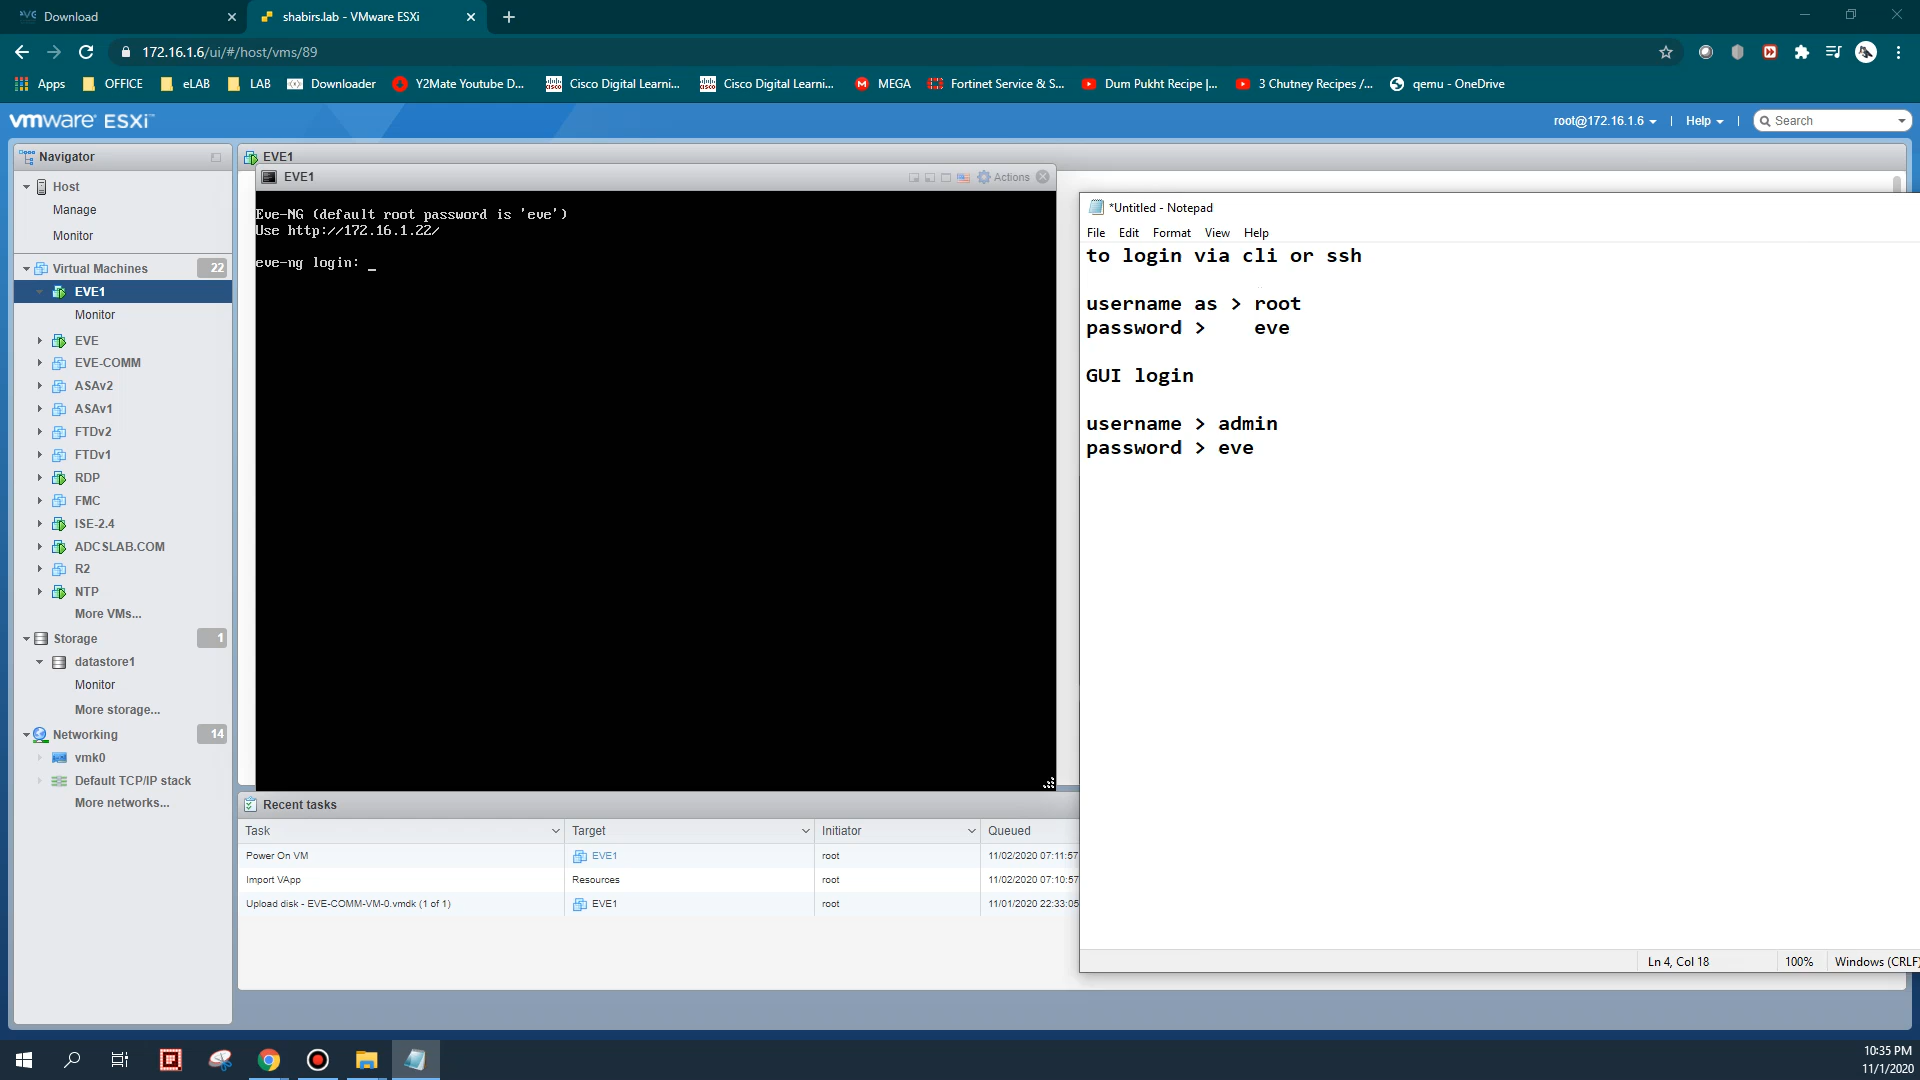 Download
shabirs.lab - VMware ESXi
172.16.1.6/ui/#/host/vms/89
Apps
OFFICE
eLAB
LAB
Downloader
Y2Mate Youtube D...
Cisco Digital Learni...
Cisco Digital Learni...
MEGA
Fortinet Service & S...
Dum Pukht Recipe |...
3 Chutney Recipes /...
qemu - OneDrive
vmware ESXi
root@172.16.1.6
Help
Search
Navigator
Host
Manage
Monitor
Virtual Machines 22
EVE1
Monitor
EVE
EVE-COMM
ASAv2
ASAv1
FTDv2
FTDv1
RDP
FMC
ISE-2.4
ADCSLAB.COM
R2
NTP
More VMs...
Storage 1
datastore1
Monitor
More storage...
Networking 14
vmk0
Default TCP/IP stack
More networks...
EVE1
EVE1
Actions
Eve-NG (default root password is 'eve')
Use http://172.16.1.22/
eve-ng login: _
*Untitled - Notepad
File Edit Format View Help
to login via cli or ssh
username as > root
password >    eve
GUI login
username > admin
password > eve
Ln 4, Col 18
100%
Windows (CRLF)
Recent tasks
Task Target Initiator Queued
Power On VM EVE1 root 11/02/2020 07:11:57
Import VApp Resources root 11/02/2020 07:10:57
Upload disk - EVE-COMM-VM-0.vmdk (1 of 1) EVE1 root 11/01/2020 22:33:05
10:35 PM
11/1/2020